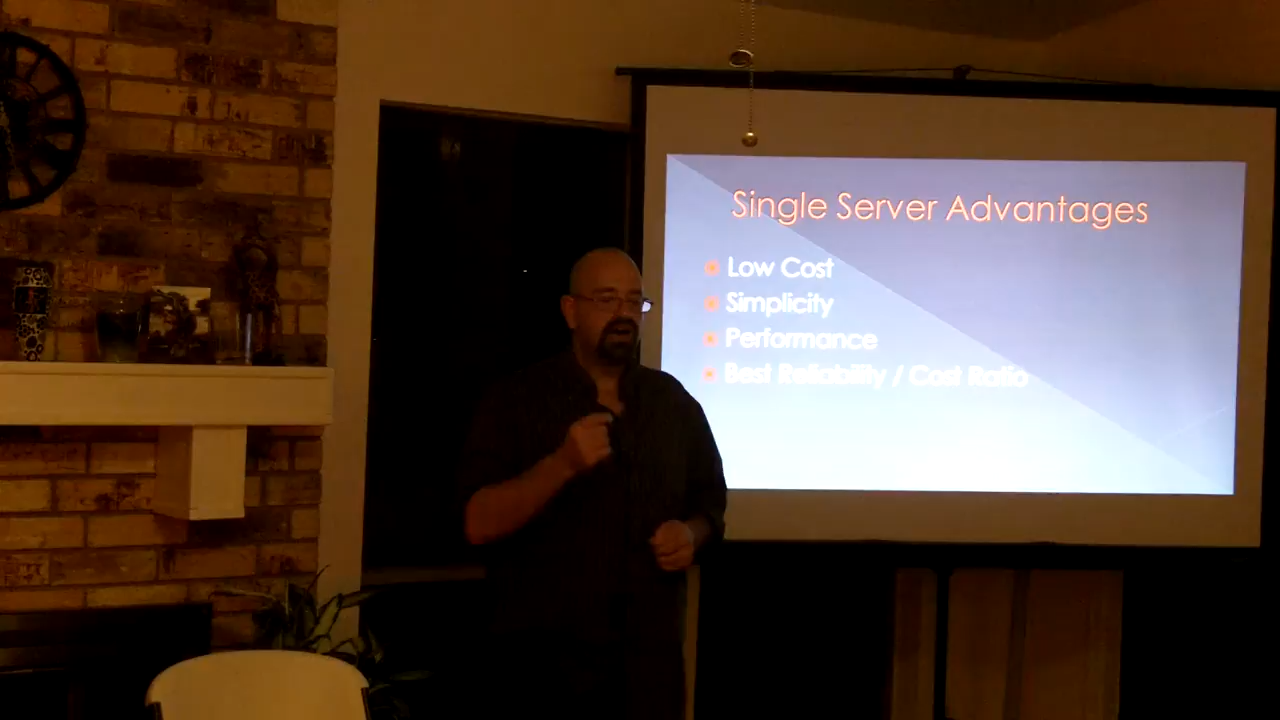 Single Server Advantages
Low Cost
Simplicity
Performance
Best Reliability / Cost Ratio